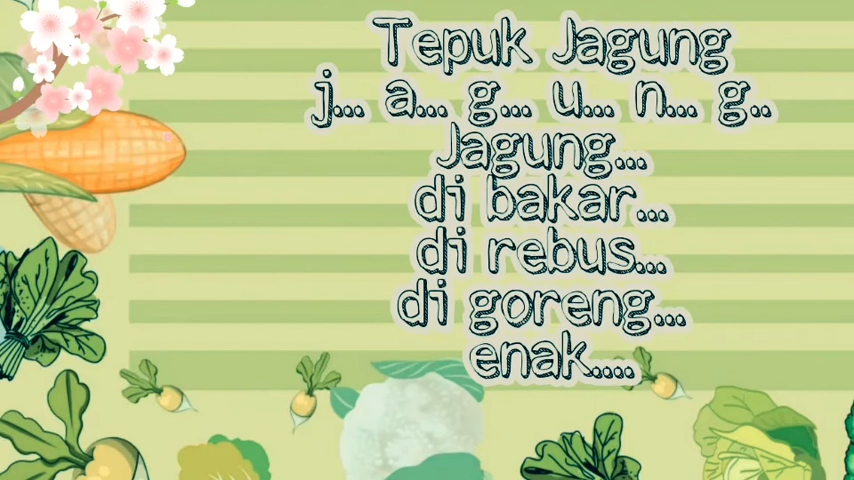 Tepuk Jagung
j... a... g... u... n... g..
Jagung...
di bakar...
di rebus...
di goreng...
enak....